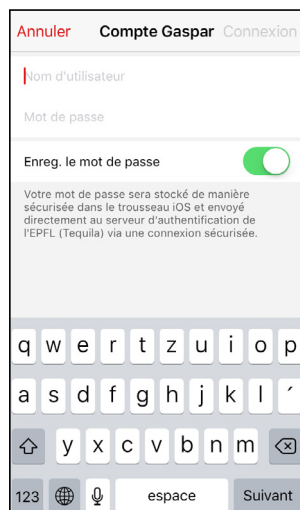 Annuler Compte Gaspar Connexion
Nom d'utilisateur
Mot de passe
Enreg. le mot de passe
Votre mot de passe sera stocké de manière
sécurisée dans le trousseau iOS et envoyé
directement au serveur d'authentification de
l'EPFL (Tequila) via une connexion sécurisée.
q w e r t z u i o p
a s d f g h j k l ´
y x c v b n m
123 espace Suivant